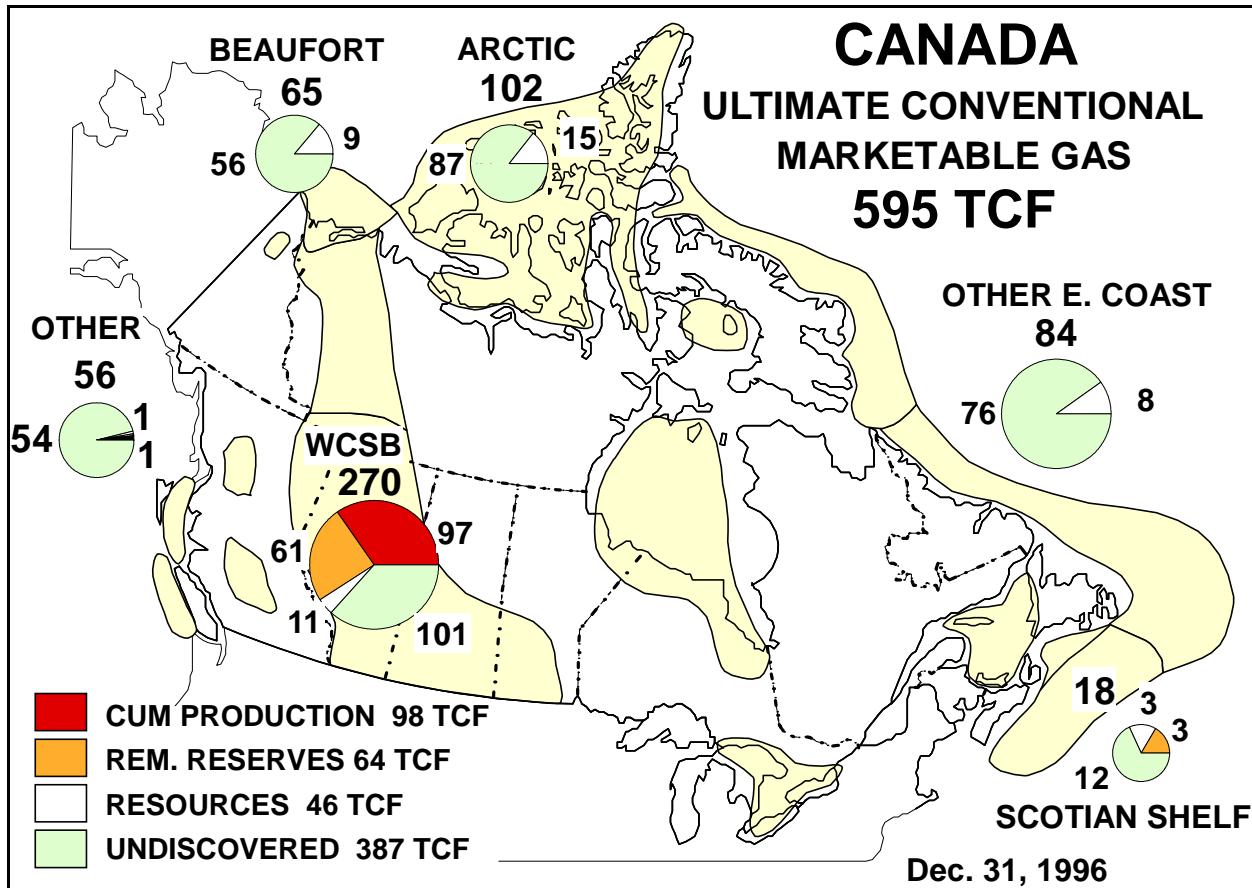 CANADA
ULTIMATE CONVENTIONAL
MARKETABLE GAS
595 TCF
BEAUFORT
65
56
9
ARCTIC
102
87
15
OTHER E. COAST
84
76
8
OTHER
56
54
1
1
WCSB
270
61
97
11
101
18
3
3
12
SCOTIAN SHELF
CUM PRODUCTION 98 TCF
REM. RESERVES 64 TCF
RESOURCES 46 TCF
UNDISCOVERED 387 TCF
Dec. 31, 1996